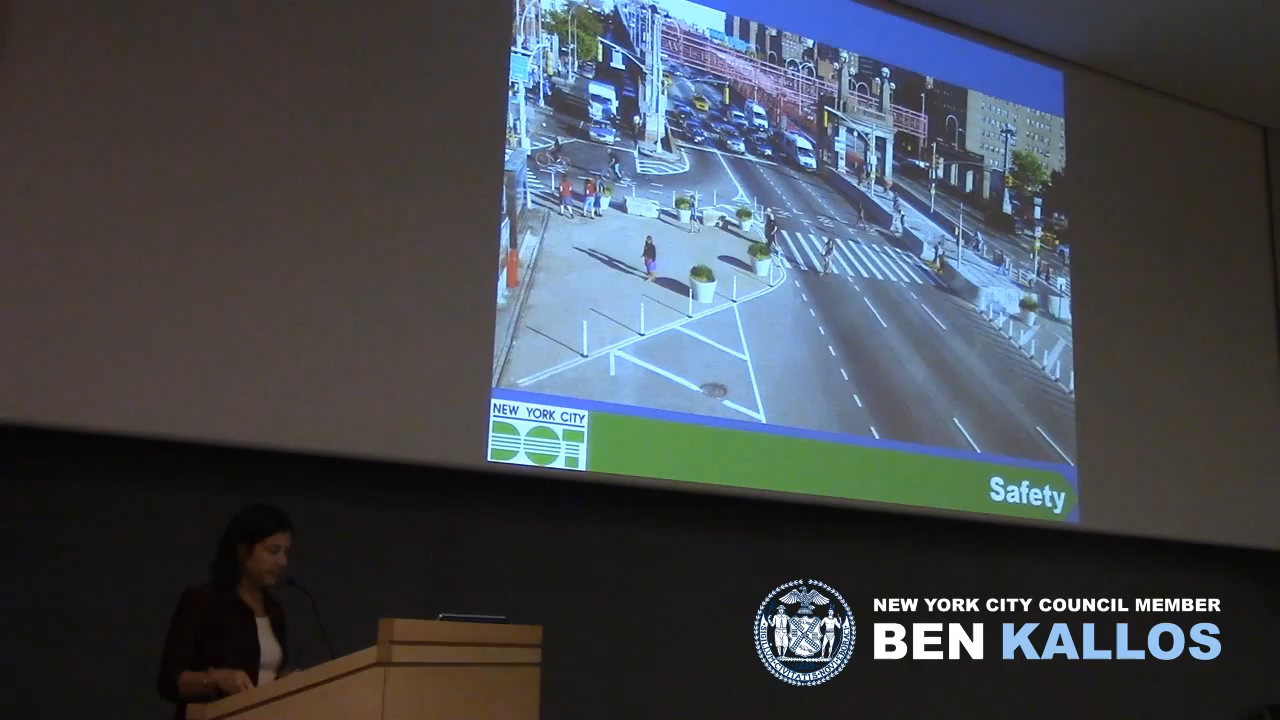 NEW YORK CITY
DOT
Safety
NEW YORK CITY COUNCIL MEMBER
BEN KALLOS